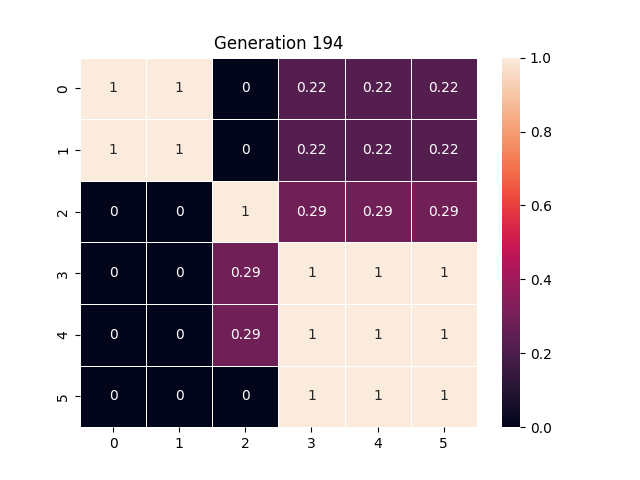 Generation 194
0 1 1 0 0.22 0.22 0.22
1 1 1 0 0.22 0.22 0.22
2 0 0 1 0.29 0.29 0.29
3 0 0 0.29 1 1 1
4 0 0 0.29 1 1 1
5 0 0 0 1 1 1
0 1 2 3 4 5
1.0
0.8
0.6
0.4
0.2
0.0